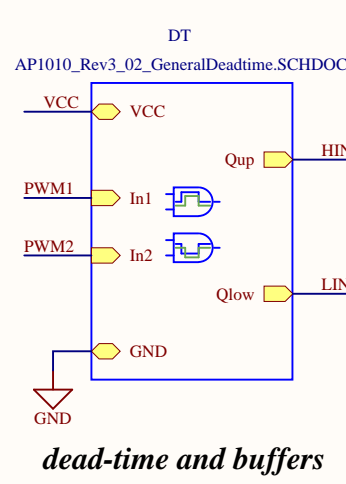 DT
AP1010_Rev3_02_GeneralDeadtime.SCHDOC
VCC VCC
Qup HIN
PWM1 In1
PWM2 In2
Qlow LIN
GND
GND
dead-time and buffers